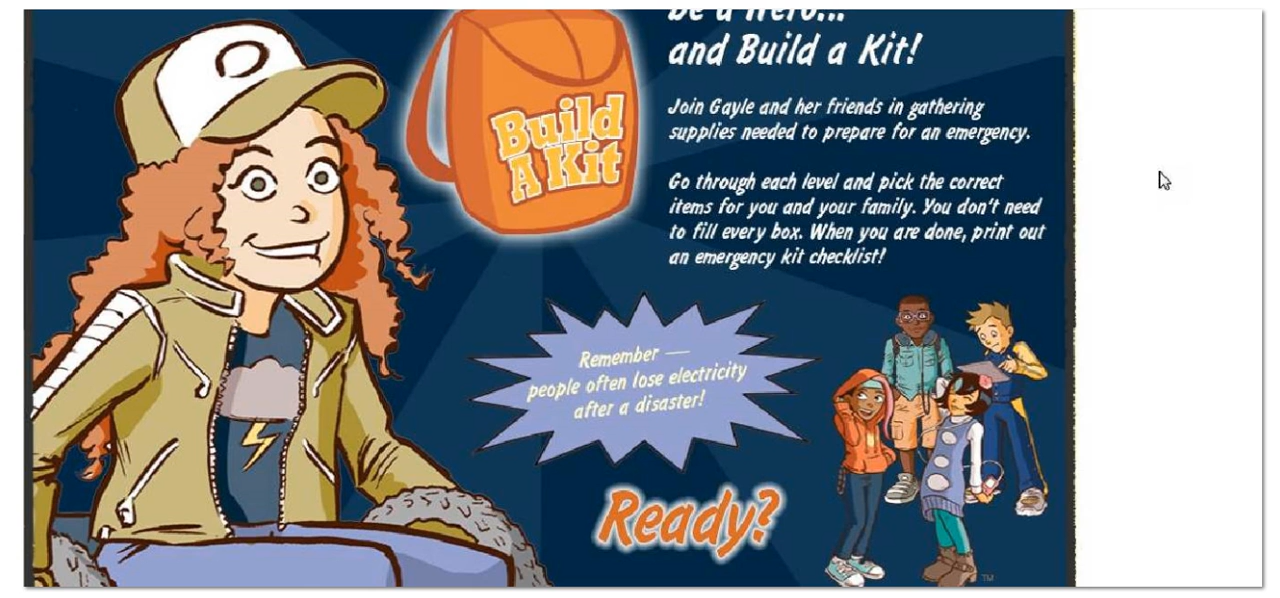 be a Hero...
and Build a Kit!
Build
A Kit
Join Gayle and her friends in gathering
supplies needed to prepare for an emergency.
Go through each level and pick the correct
items for you and your family. You don't need
to fill every box. When you are done, print out
an emergency kit checklist!
Remember —
people often lose electricity
after a disaster!
Ready?
TM